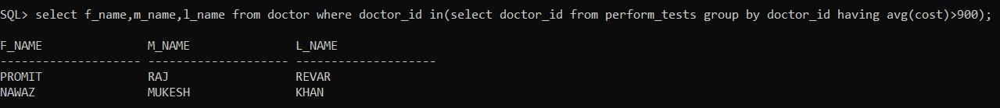 SQL> select f_name,m_name,l_name from doctor where doctor_id in(select doctor_id from perform_tests group by doctor_id having avg(cost)>900);
F_NAME M_NAME L_NAME
-------------------- -------------------- --------------------
PROMIT RAJ REVAR
NAWAZ MUKESH KHAN